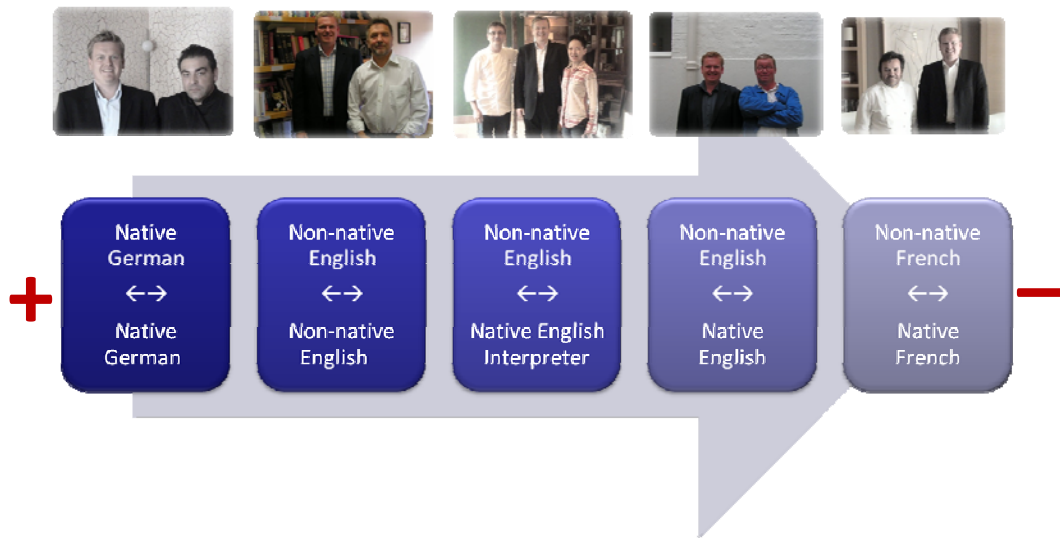 Native
German
←→
Native
German
Non-native
English
←→
Non-native
English
Non-native
English
←→
Native English
Interpreter
Non-native
English
←→
Native
English
Non-native
French
←→
Native
French
+
−